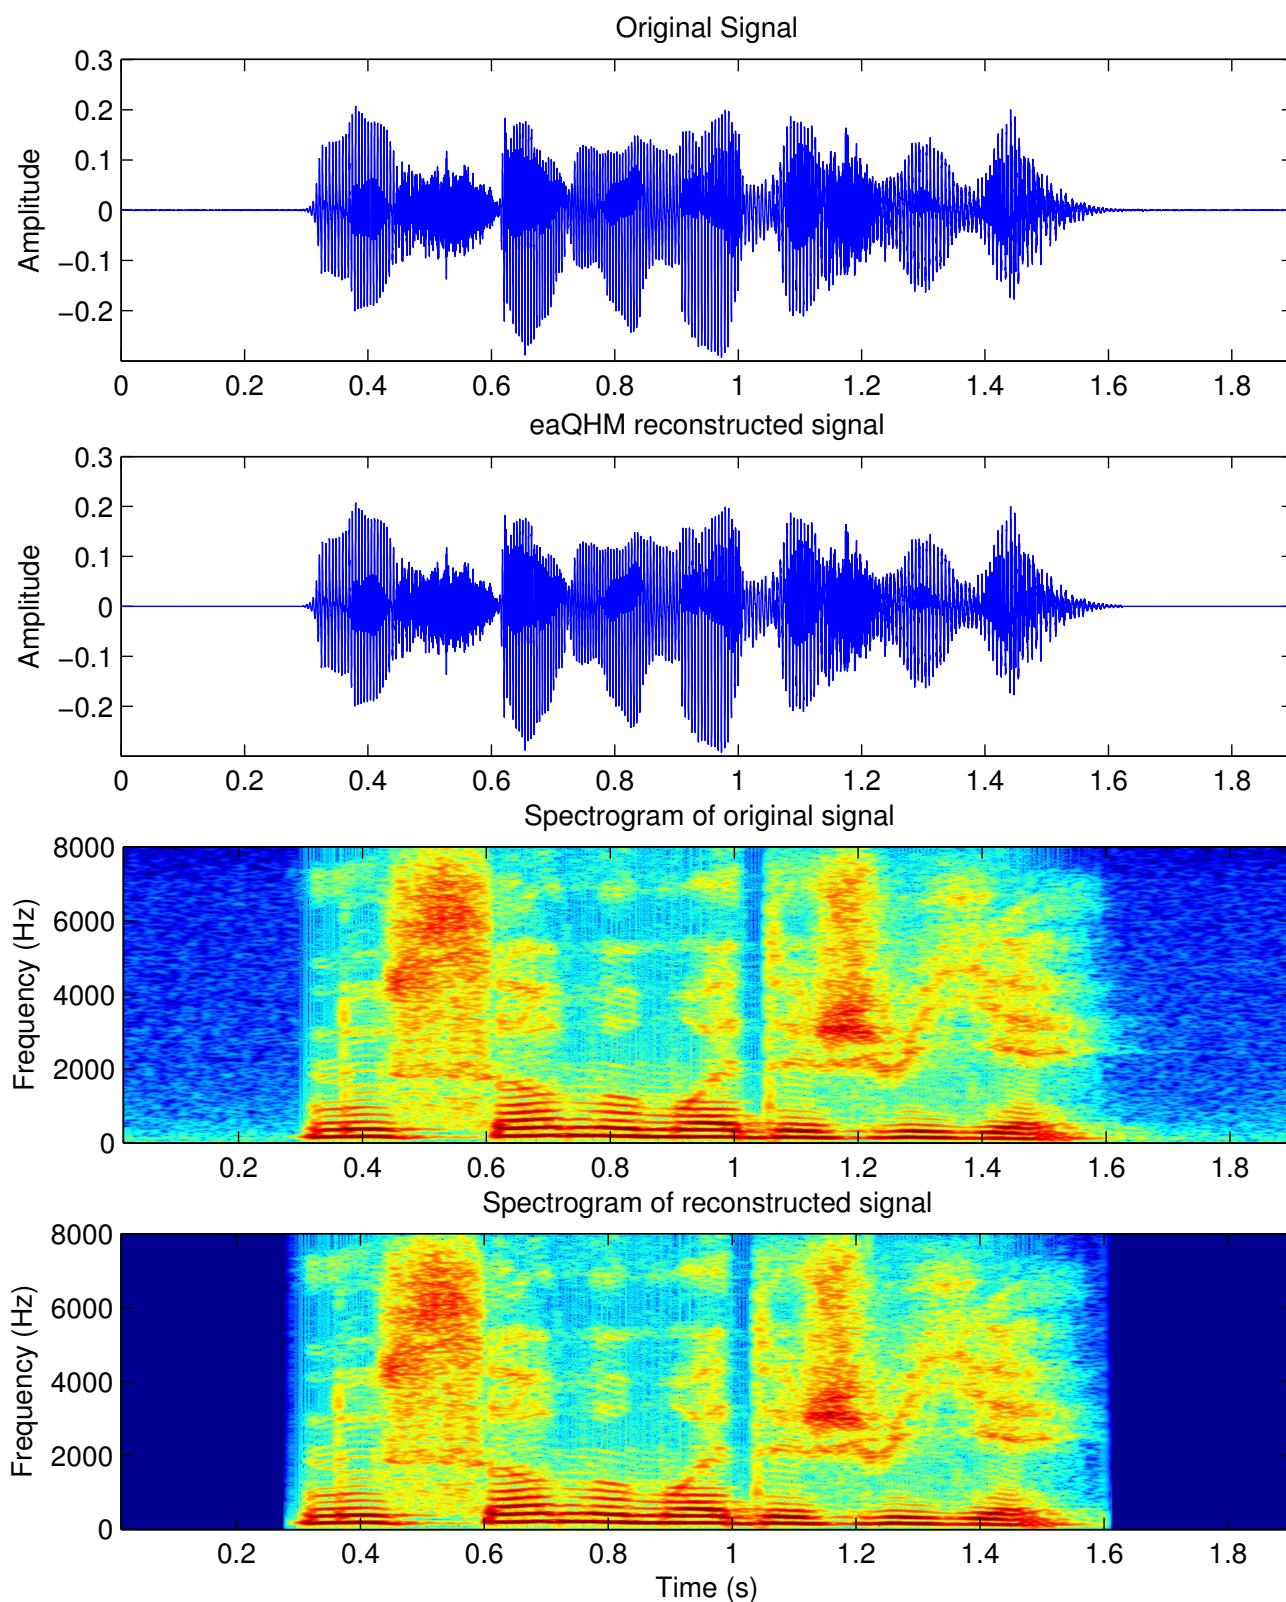 Original Signal
0.3
0.2
0.1
0
−0.1
−0.2
Amplitude
0 0.2 0.4 0.6 0.8 1 1.2 1.4 1.6 1.8
eaQHM reconstructed signal
0.3
0.2
0.1
0
−0.1
−0.2
Amplitude
0 0.2 0.4 0.6 0.8 1 1.2 1.4 1.6 1.8
Spectrogram of original signal
8000
6000
4000
2000
0
Frequency (Hz)
0.2 0.4 0.6 0.8 1 1.2 1.4 1.6 1.8
Spectrogram of reconstructed signal
8000
6000
4000
2000
0
Frequency (Hz)
0.2 0.4 0.6 0.8 1 1.2 1.4 1.6 1.8
Time (s)